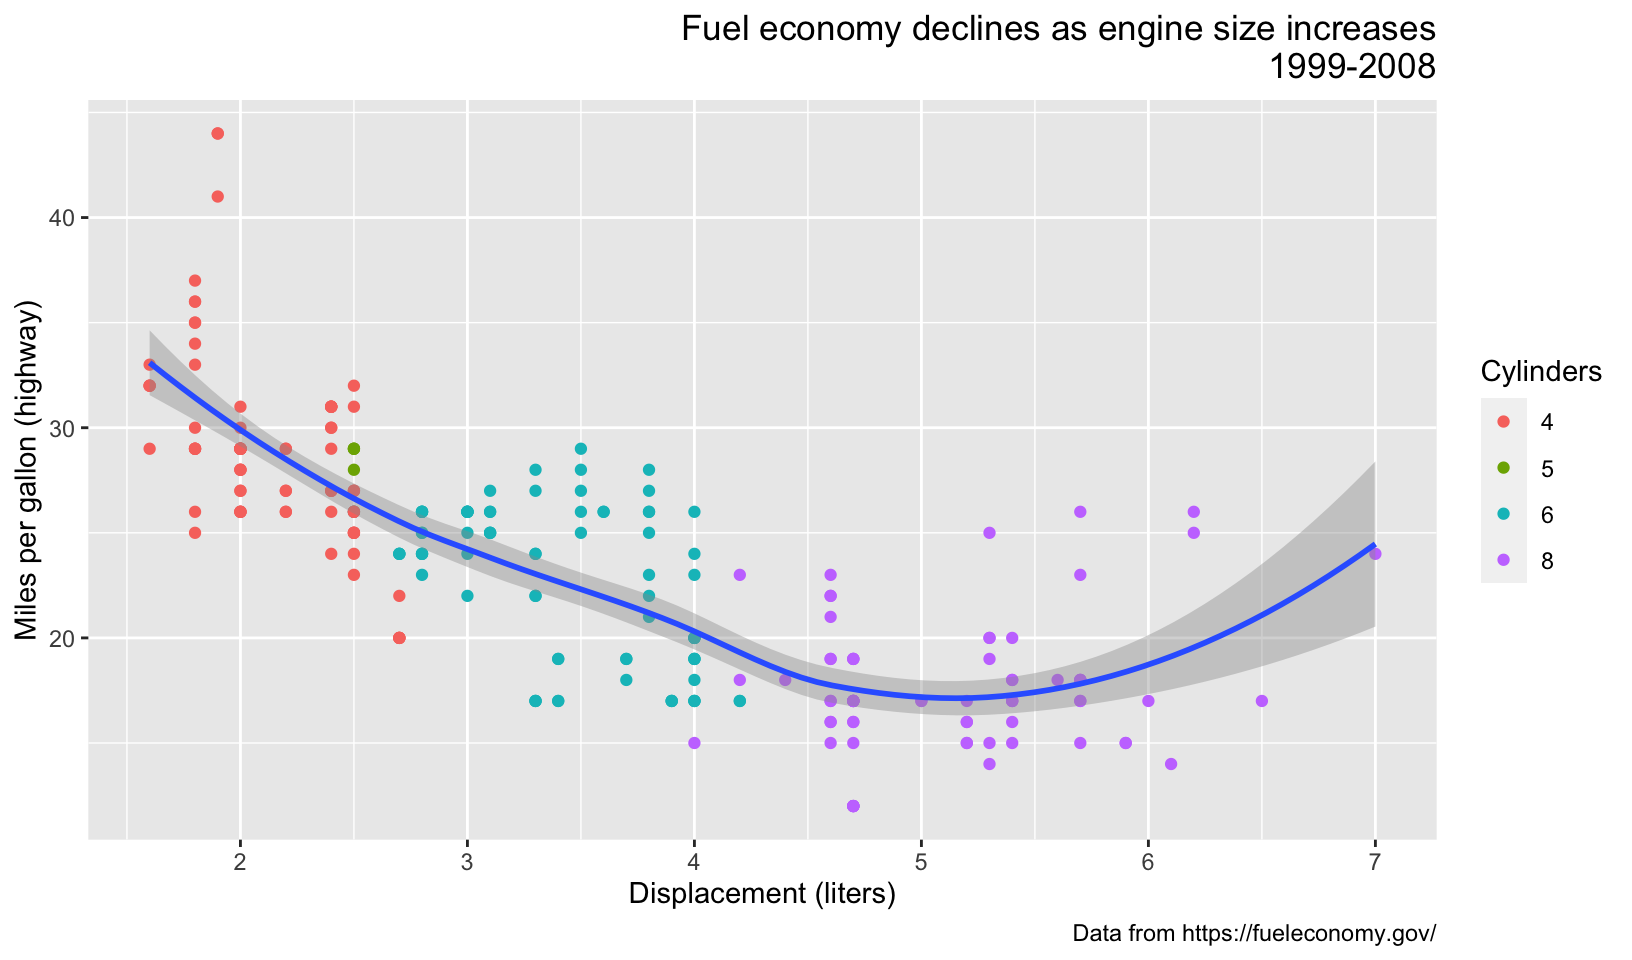 Fuel economy declines as engine size increases
1999-2008
Miles per gallon (highway)
40
30
20
2 3 4 5 6 7
Displacement (liters)
Cylinders
4
5
6
8
Data from https://fueleconomy.gov/